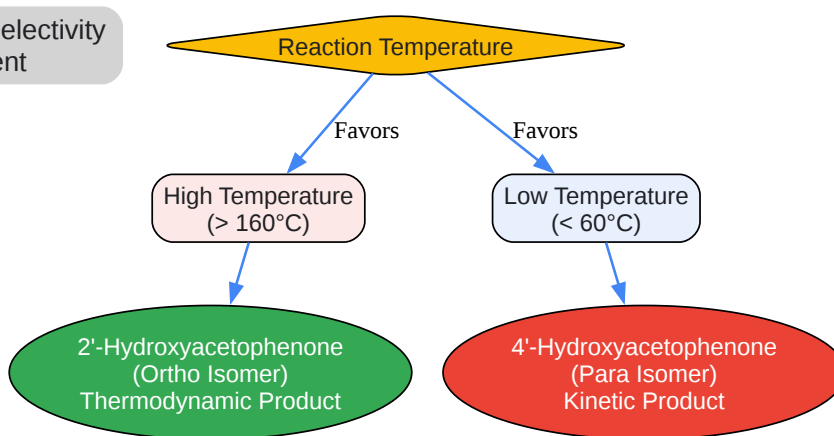 Reaction Temperature
Favors
Favors
High Temperature
(> 160°C)
Low Temperature
(< 60°C)
2'-Hydroxyacetophenone
(Ortho Isomer)
Thermodynamic Product
4'-Hydroxyacetophenone
(Para Isomer)
Kinetic Product